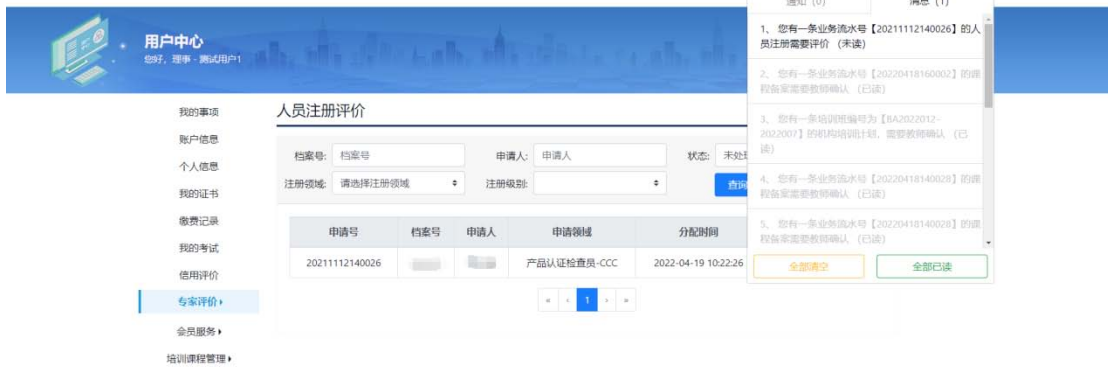 通知 (0) 消息 (1)
用户中心
您好, 理事 - 测试用户1
1、 您有一条业务流水号【20211112140026】的人
员注册需要评价 (未读)
2、 您有一条业务流水号【20220418160002】的课
程备案需要教师确认 (已读)
3、 您有一条培训班编号为【BA2022012-
2022007】的机构培训计划, 需要教师确认 (已
读)
4、 您有一条业务流水号【20220418140028】的课
程备案需要教师确认 (已读)
5、 您有一条业务流水号【20220418140028】的课
程备案需要教师确认 (已读)
全部清空 全部已读
我的事项
账户信息
个人信息
我的证书
缴费记录
我的考试
信用评价
专家评价
会员服务
培训课程管理
人员注册评价
档案号: 档案号 申请人: 申请人 状态: 未处理
注册领域: 请选择注册领域 注册级别: 查询
申请号 档案号 申请人 申请领域 分配时间
20211112140026 产品认证检查员-CCC 2022-04-19 10:22:26
« ‹ 1 › »